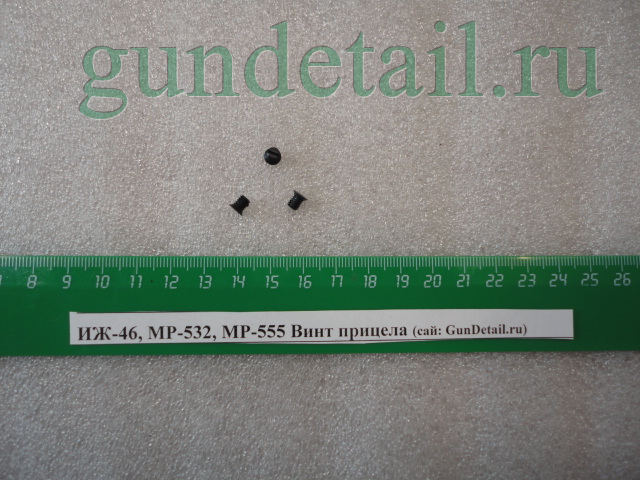 gundetail.ru
7 8 9 10 11 12 13 14 15 16 17 18 19 20 21 22 23 24 25 26
ИЖ-46, МР-532, МР-555 Винт прицела (сай: GunDetail.ru)